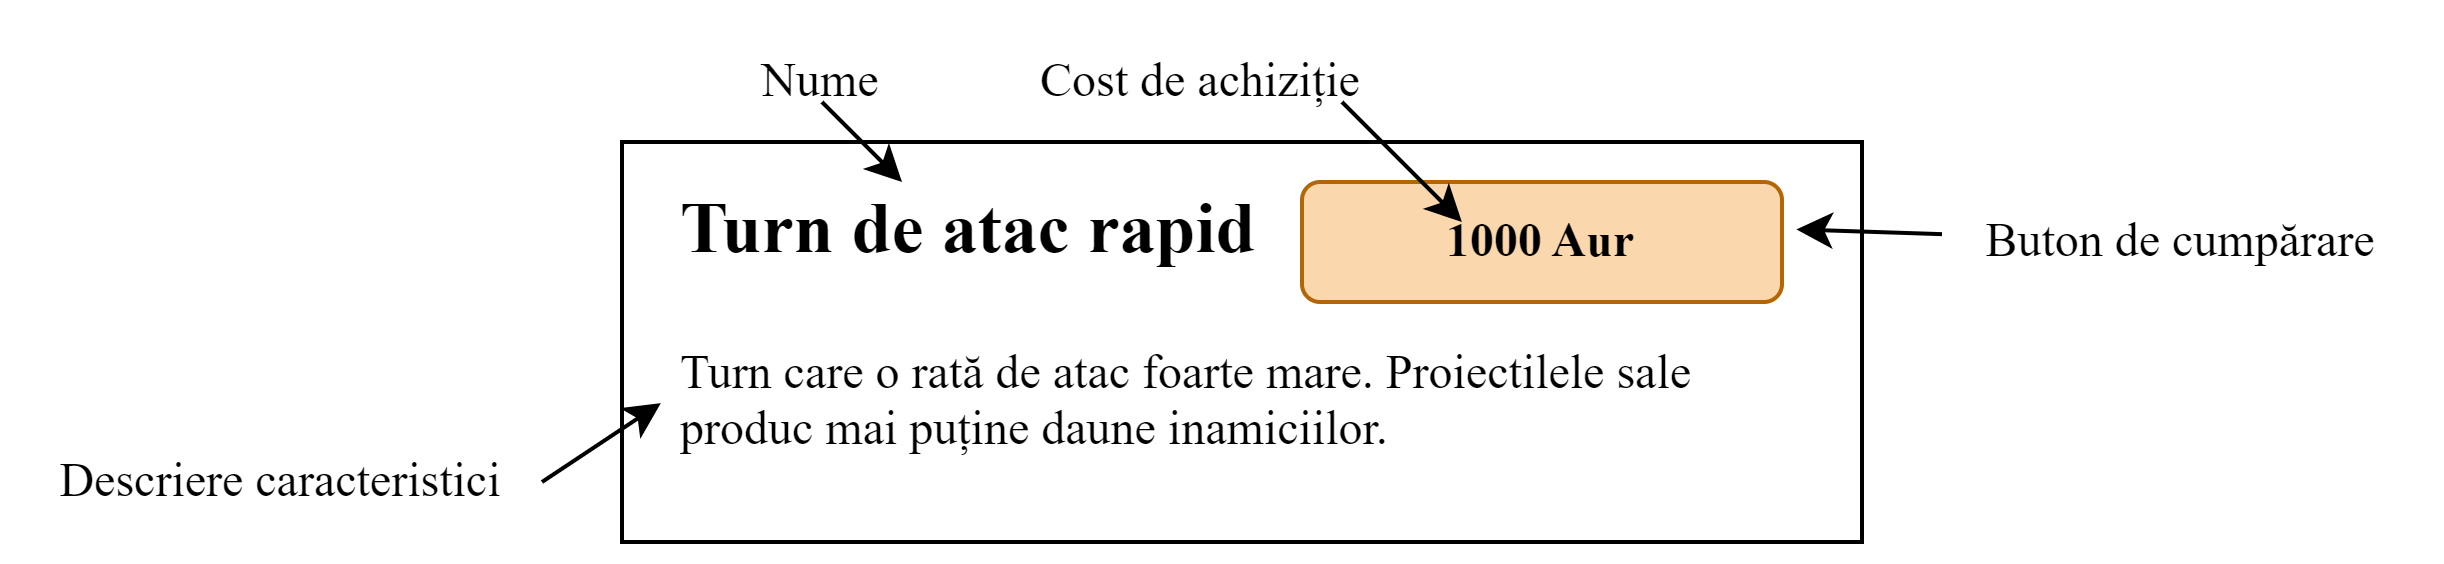 Nume
Cost de achiziție
Turn de atac rapid
1000 Aur
Buton de cumpărare
Turn care o rată de atac foarte mare. Proiectilele sale
produc mai puține daune inamiciilor.
Descriere caracteristici